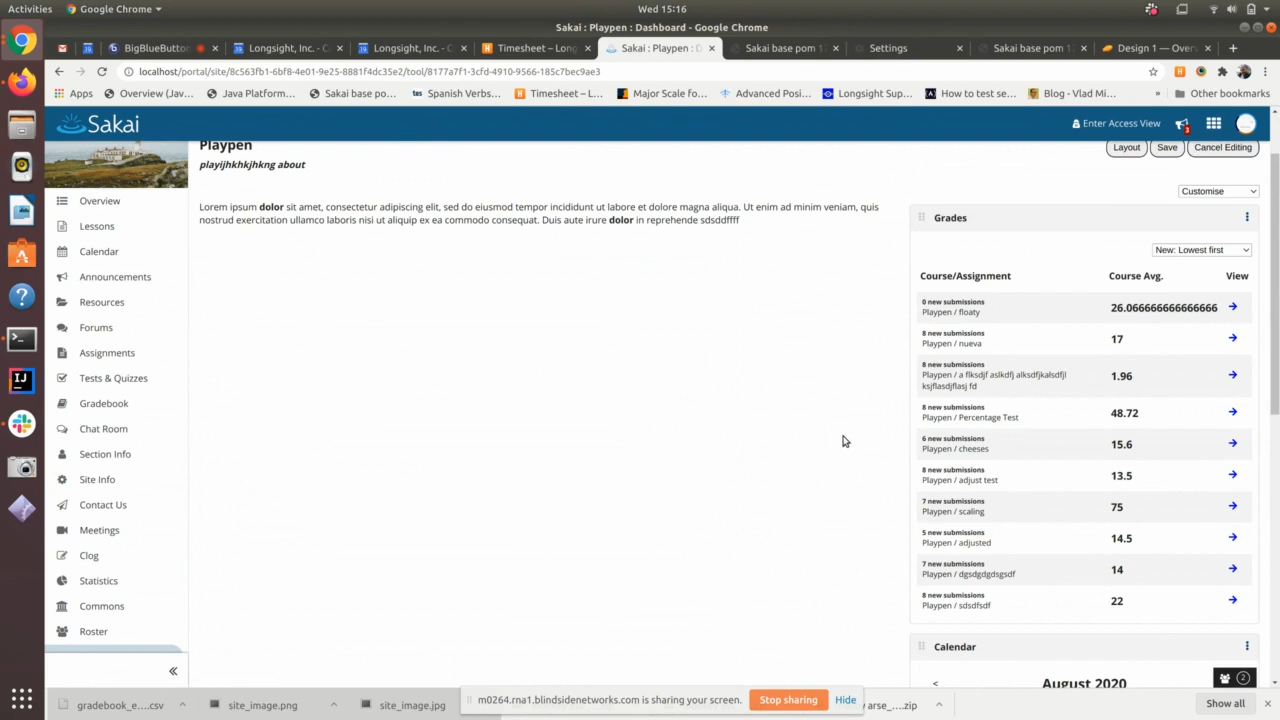 Activities
Google Chrome
Wed 15:16
Sakai : Playpen : Dashboard - Google Chrome
BigBlueButto
Longsight, Inc. - C
Longsight, Inc. - C
Timesheet – Long
Sakai : Playpen : D
Sakai base pom 1
Settings
Sakai base pom 1
Design 1 — Over
localhost/portal/site/8c563fb1-6bf8-4e01-9e25-8881f4dc35e2/tool/8177a7f1-3cfd-4910-9566-185c7bec9ae3
Apps
Overview (Jav...
Java Platform...
Sakai base po...
Spanish Verbs...
Timesheet – L...
Major Scale fo...
Advanced Posi...
Longsight Sup...
How to test se...
Blog - Vlad Mi...
»
Other bookmarks
Sakai
Enter Access View
Playpen
playijhkhkjhkng about
Layout
Save
Cancel Editing
Customise
Lorem ipsum dolor sit amet, consectetur adipiscing elit, sed do eiusmod tempor incididunt ut labore et dolore magna aliqua. Ut enim ad minim veniam, quis
nostrud exercitation ullamco laboris nisi ut aliquip ex ea commodo consequat. Duis aute irure dolor in reprehende sdsddffff
Overview
Lessons
Calendar
Announcements
Resources
Forums
Assignments
Tests & Quizzes
Gradebook
Chat Room
Section Info
Site Info
Contact Us
Meetings
Clog
Statistics
Commons
Roster
Grades
New: Lowest first
Course/Assignment Course Avg. View
0 new submissions
Playpen / floaty
26.066666666666666
8 new submissions
Playpen / nueva
17
8 new submissions
Playpen / a flksdjf aslkdfj alksdfjkalsdfjl
ksjflasdjflasj fd
1.96
8 new submissions
Playpen / Percentage Test
48.72
6 new submissions
Playpen / cheeses
15.6
8 new submissions
Playpen / adjust test
13.5
7 new submissions
Playpen / scaling
75
5 new submissions
Playpen / adjusted
14.5
7 new submissions
Playpen / dgsdgdgdsgsdf
14
8 new submissions
Playpen / sdsdfsdf
22
Calendar
<
August 2020
2
gradebook_e....csv
site_image.png
site_image.jpg
m0264.rna1.blindsidenetworks.com is sharing your screen.
Stop sharing
Hide
arse_....zip
Show all